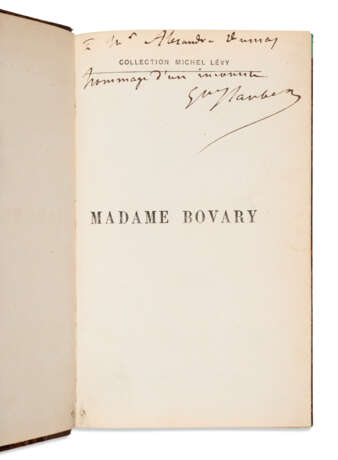 à Mr Alexandre Dumas
COLLECTION MICHEL LÉVY
hommage d'un inconnu
Gve Flaubert
MADAME BOVARY